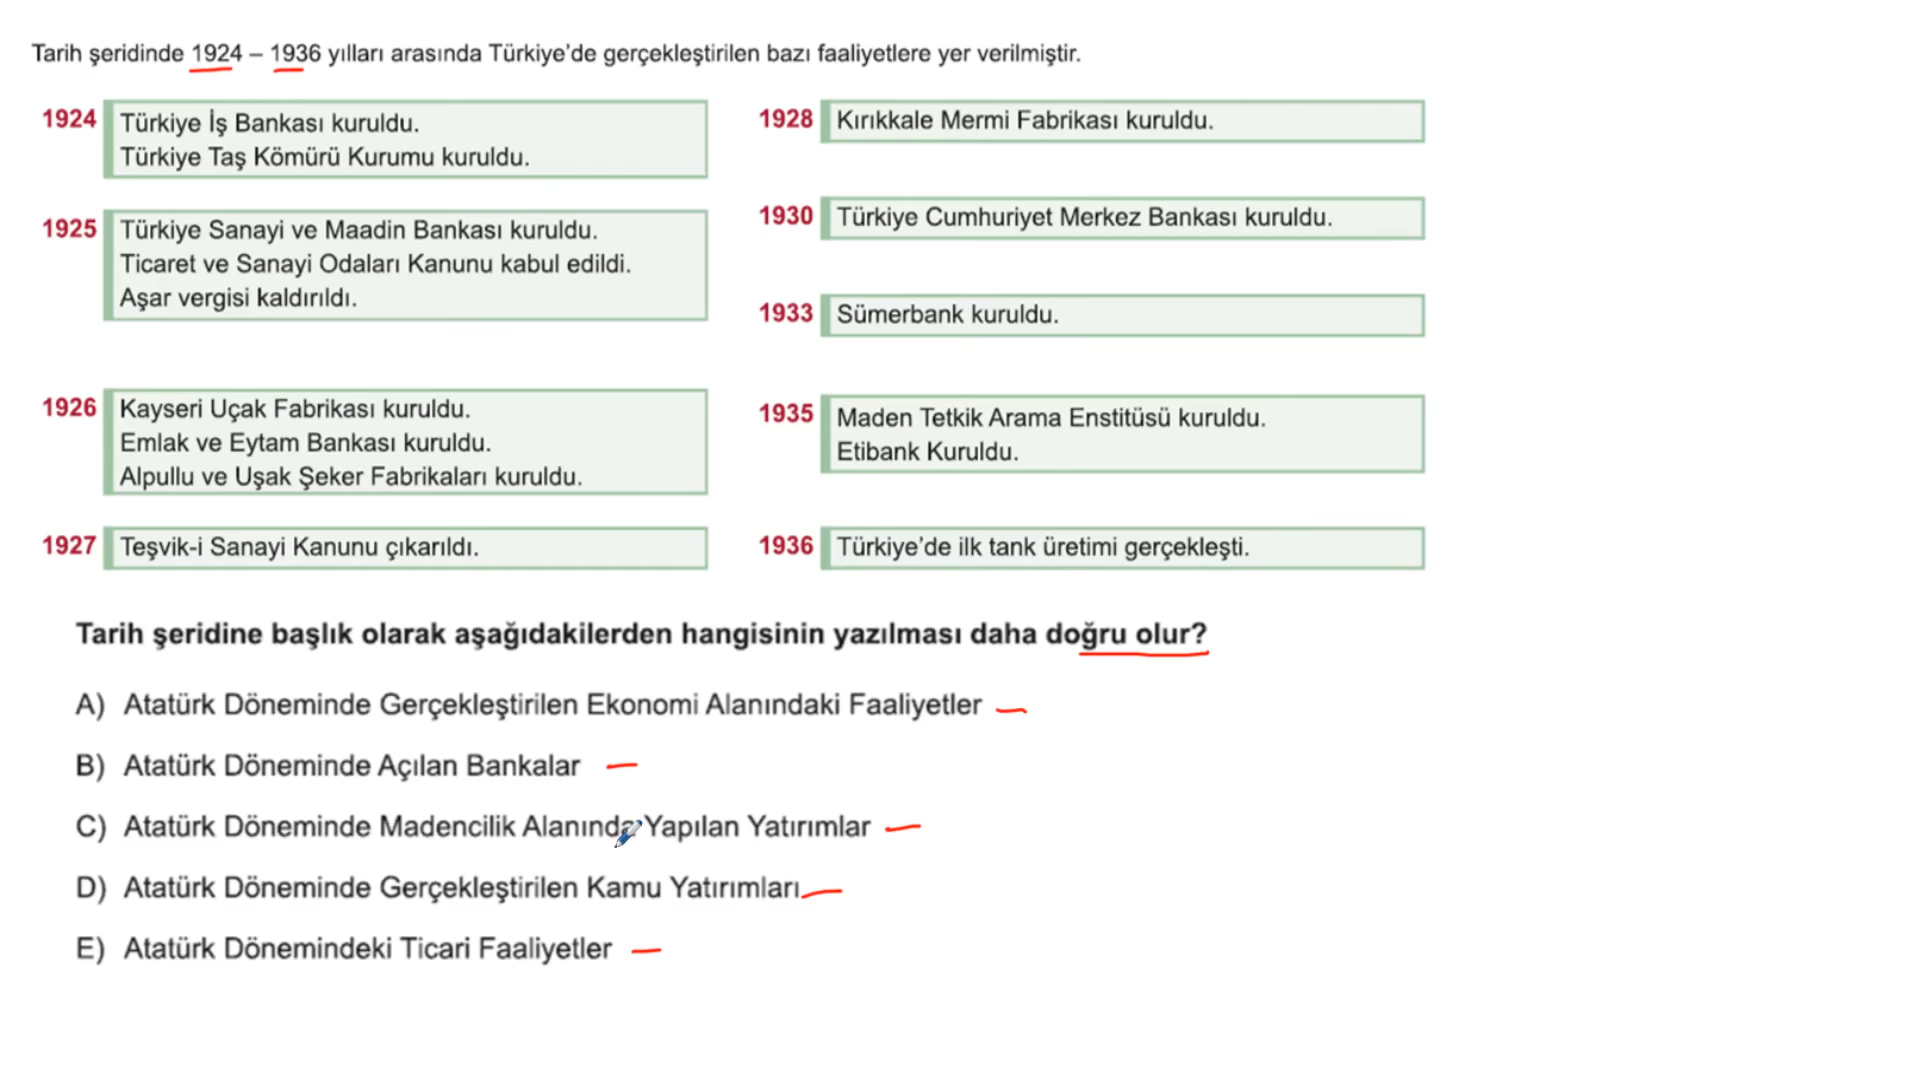 Tarih şeridinde 1924 – 1936 yılları arasında Türkiye'de gerçekleştirilen bazı faaliyetlere yer verilmiştir.
1924
Türkiye İş Bankası kuruldu.
Türkiye Taş Kömürü Kurumu kuruldu.
1925
Türkiye Sanayi ve Maadin Bankası kuruldu.
Ticaret ve Sanayi Odaları Kanunu kabul edildi.
Aşar vergisi kaldırıldı.
1926
Kayseri Uçak Fabrikası kuruldu.
Emlak ve Eytam Bankası kuruldu.
Alpullu ve Uşak Şeker Fabrikaları kuruldu.
1927
Teşvik-i Sanayi Kanunu çıkarıldı.
1928
Kırıkkale Mermi Fabrikası kuruldu.
1930
Türkiye Cumhuriyet Merkez Bankası kuruldu.
1933
Sümerbank kuruldu.
1935
Maden Tetkik Arama Enstitüsü kuruldu.
Etibank Kuruldu.
1936
Türkiye'de ilk tank üretimi gerçekleşti.
Tarih şeridine başlık olarak aşağıdakilerden hangisinin yazılması daha doğru olur?
A) Atatürk Döneminde Gerçekleştirilen Ekonomi Alanındaki Faaliyetler
B) Atatürk Döneminde Açılan Bankalar
C) Atatürk Döneminde Madencilik Alanında Yapılan Yatırımlar
D) Atatürk Döneminde Gerçekleştirilen Kamu Yatırımları
E) Atatürk Dönemindeki Ticari Faaliyetler